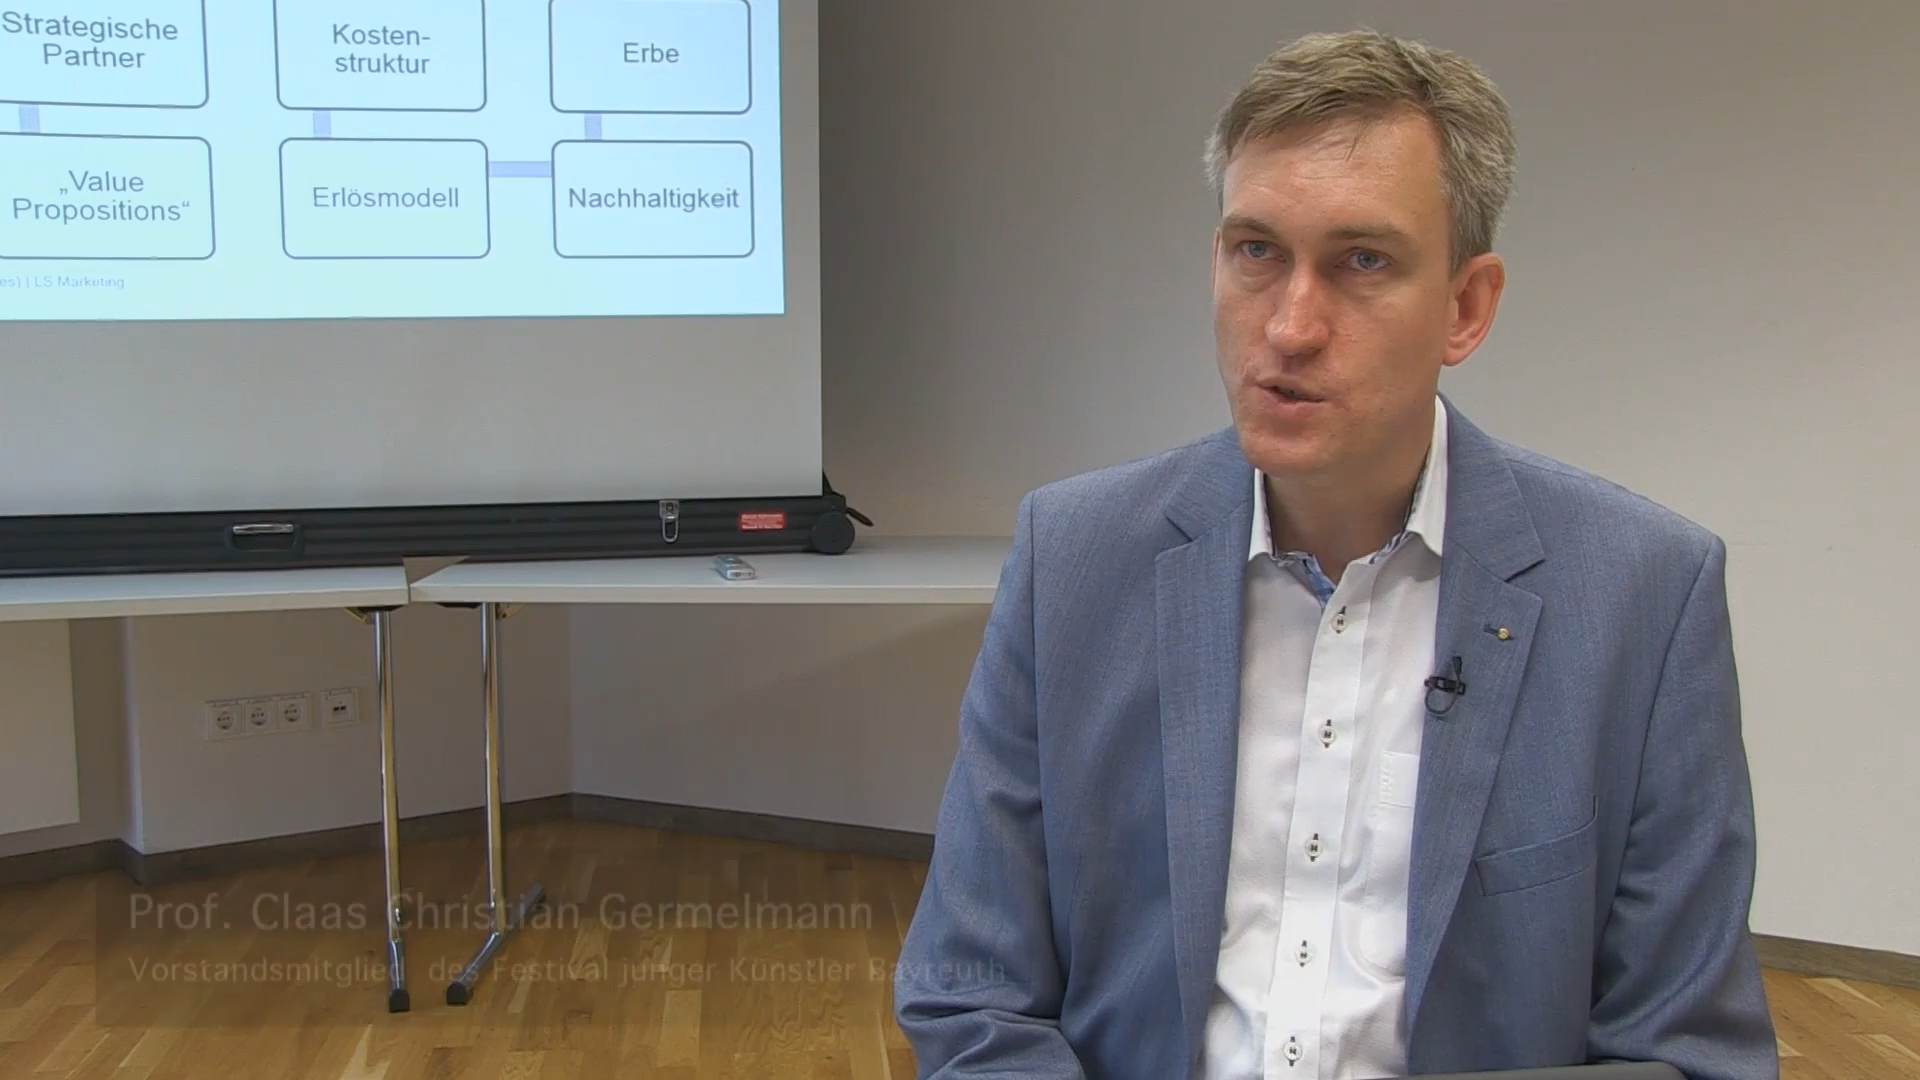 Strategische
Partner
Kosten-
struktur
Erbe
„Value
Propositions“
Erlösmodell
Nachhaltigkeit
es) | LS Marketing
Prof. Claas Christian Germelmann
Vorstandsmitglied des Festival junger Künstler Bayreuth